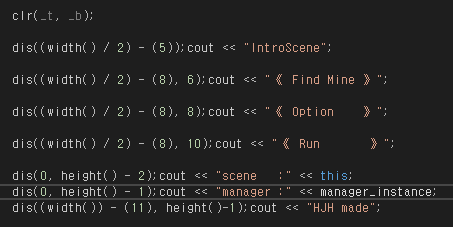 clr(_t, _b);
dis((width() / 2) - (5));cout << "IntroScene";
dis((width() / 2) - (8), 6);cout << "《 Find Mine 》";
dis((width() / 2) - (8), 8);cout << "《 Option    》";
dis((width() / 2) - (8), 10);cout << "《 Run       》";
dis(0, height() - 2);cout << "scene   :" << this;
dis(0, height() - 1);cout << "manager :" << manager_instance;
dis((width()) - (11), height()-1);cout << "HJH made";